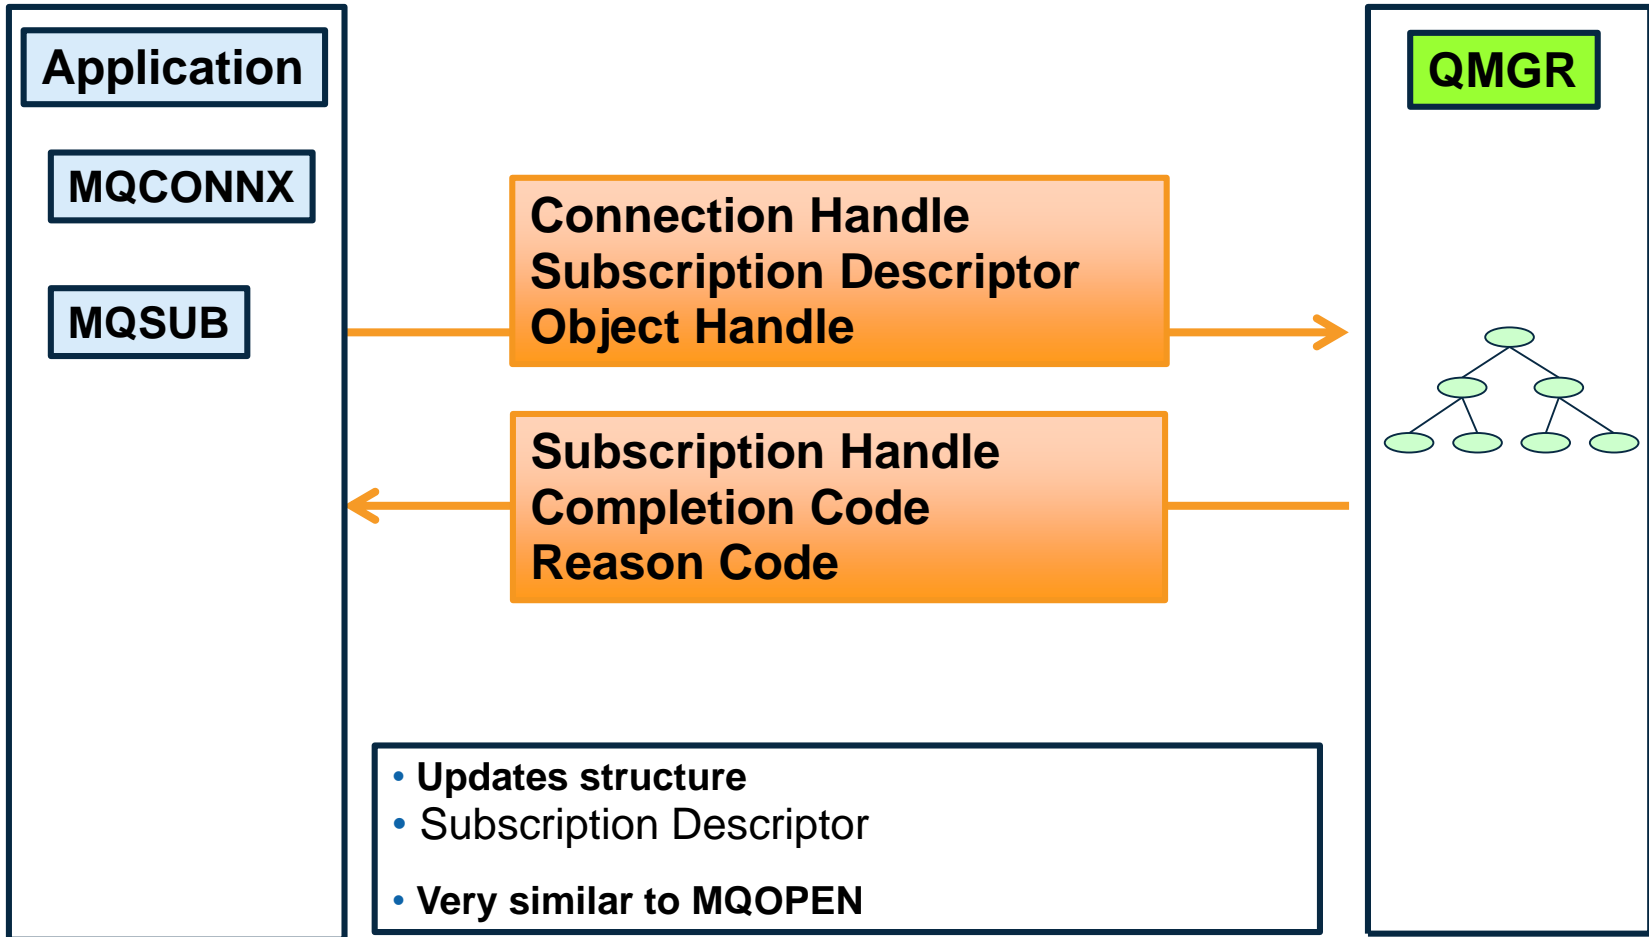 Application
QMGR
MQCONNX
MQSUB
Connection Handle
Subscription Descriptor
Object Handle
Subscription Handle
Completion Code
Reason Code
• Updates structure
• Subscription Descriptor
• Very similar to MQOPEN